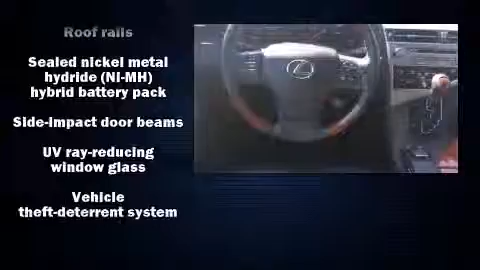 Roof rails
Sealed nickel metal
hydride (NI-MH)
hybrid battery pack
Side-impact door beams
UV ray-reducing
window glass
Vehicle
theft-deterrent system